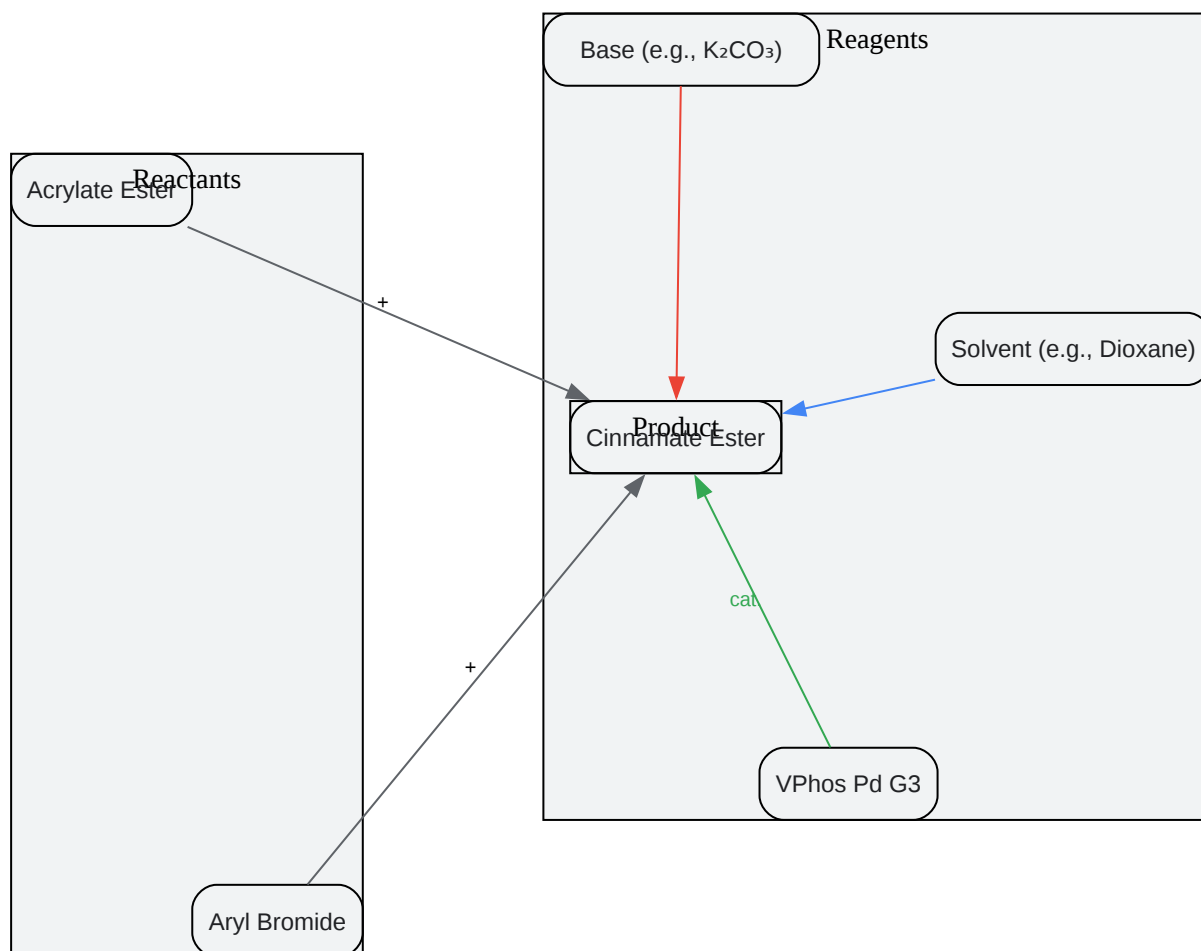 Base (e.g., K₂CO₃)
Reagents
Reactants
Acrylate Ester
+
Solvent (e.g., Dioxane)
Product
Cinnamate Ester
cat.
+
VPhos Pd G3
Aryl Bromide